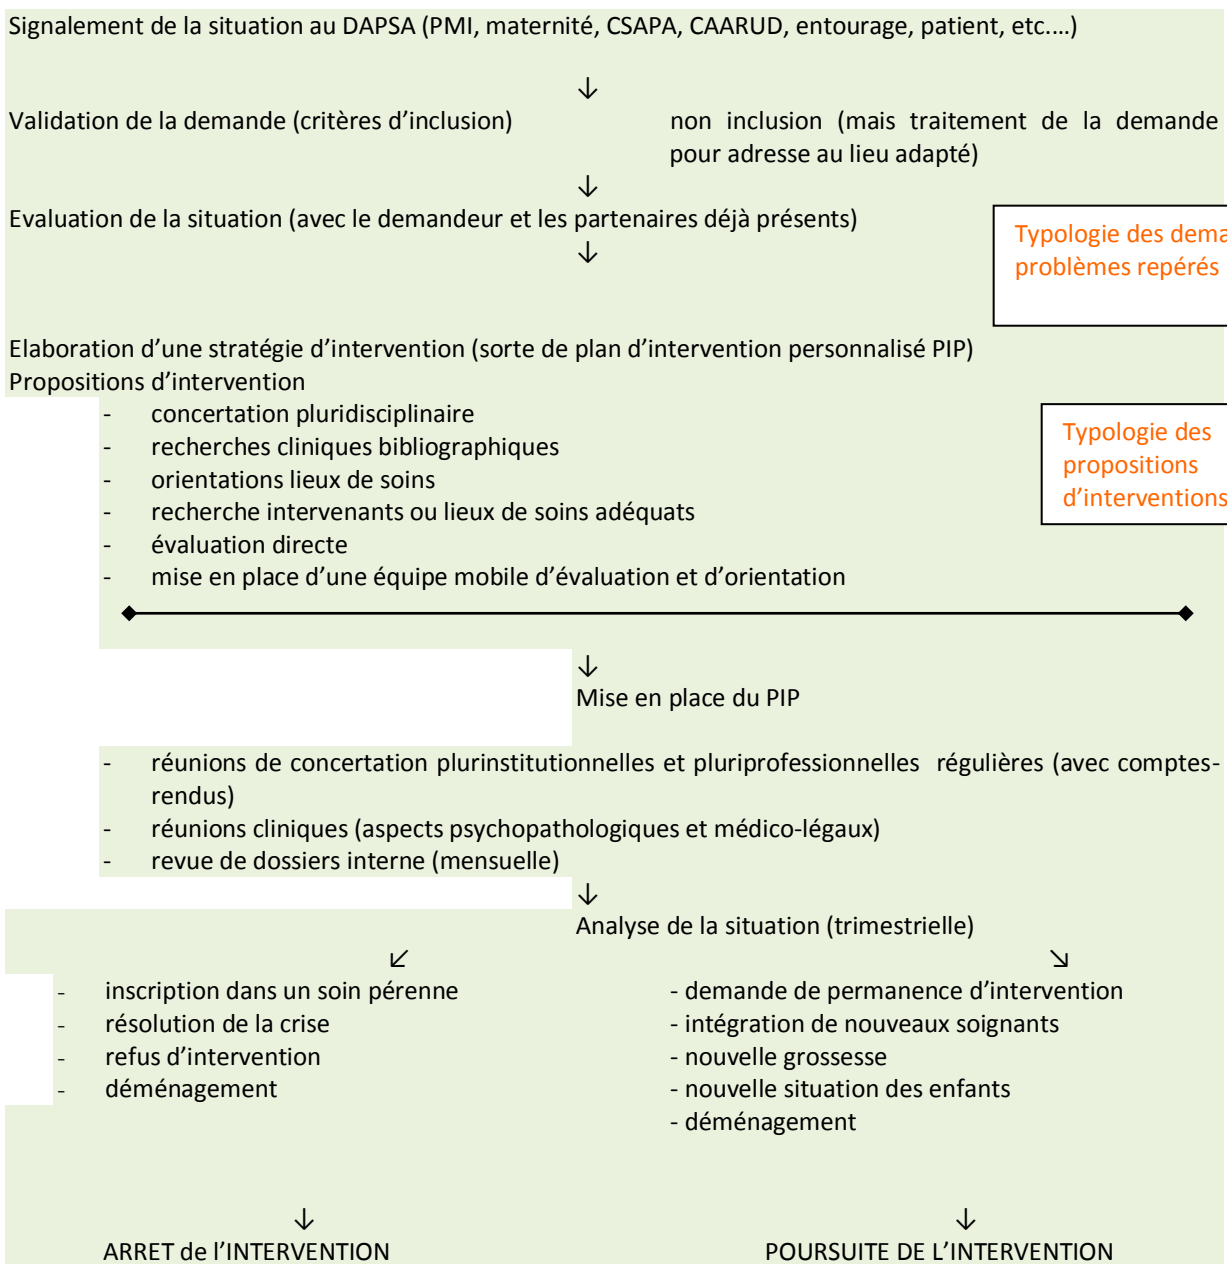 Signalement de la situation au DAPSA (PMI, maternité, CSAPA, CAARUD, entourage, patient, etc.…)
↓
Validation de la demande (critères d’inclusion)
non inclusion (mais traitement de la demande
pour adresse au lieu adapté)
↓
Evaluation de la situation (avec le demandeur et les partenaires déjà présents)
↓
Typologie des
problèmes repérés
Elaboration d’une stratégie d’intervention (sorte de plan d’intervention personnalisé PIP)
Propositions d’intervention
- concertation pluridisciplinaire
- recherches cliniques bibliographiques
- orientations lieux de soins
- recherche intervenants ou lieux de soins adéquats
- évaluation directe
- mise en place d’une équipe mobile d’évaluation et d’orientation
Typologie des
propositions
d’interventions
↓
Mise en place du PIP
- réunions de concertation plurinstitutionnelles et pluriprofessionnelles régulières (avec comptes-
rendus)
- réunions cliniques (aspects psychopathologiques et médico-légaux)
- revue de dossiers interne (mensuelle)
↓
Analyse de la situation (trimestrielle)
↙ ↘
- inscription dans un soin pérenne
- résolution de la crise
- refus d’intervention
- déménagement
- demande de permanence d’intervention
- intégration de nouveaux soignants
- nouvelle grossesse
- nouvelle situation des enfants
- déménagement
↓ ↓
ARRET de l’INTERVENTION
POURSUITE DE L’INTERVENTION